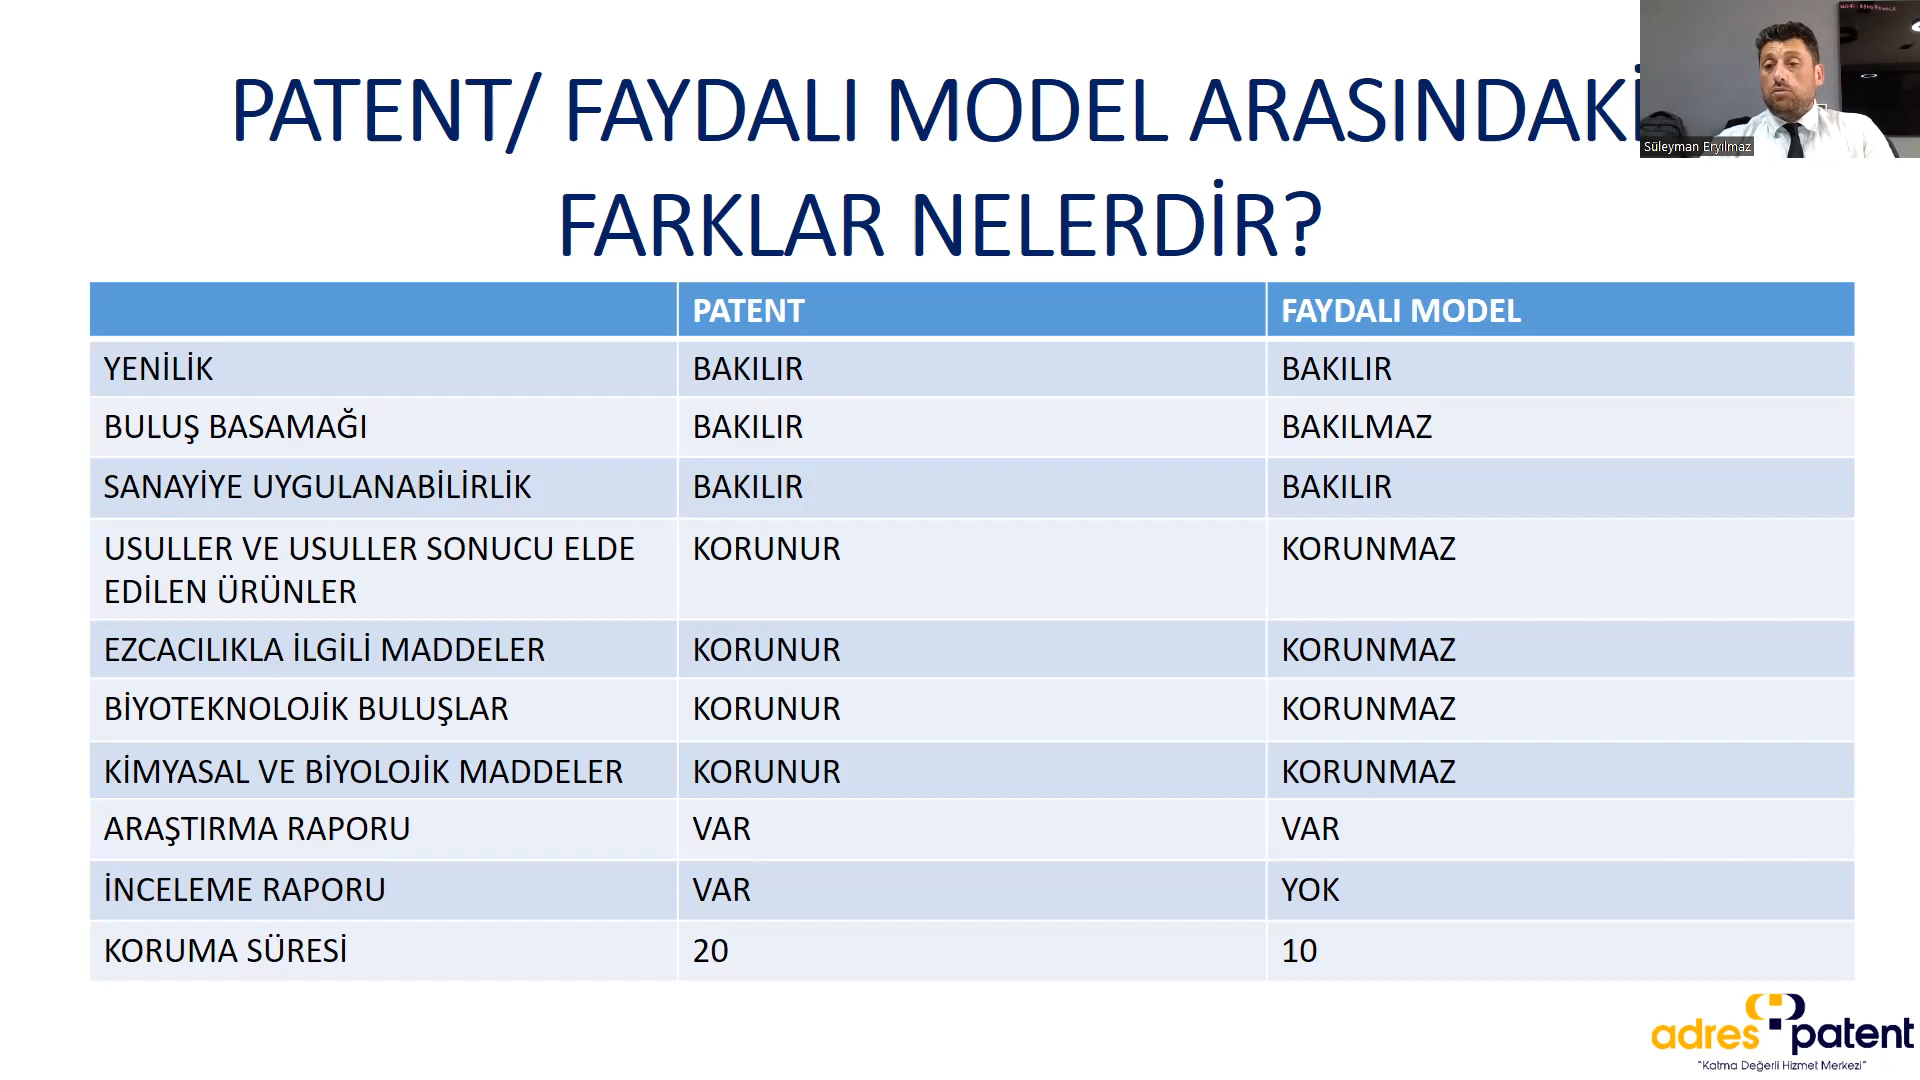 PATENT/ FAYDALI MODEL ARASINDAKİ
Süleyman Eryılmaz
FARKLAR NELERDİR?
PATENT FAYDALI MODEL
YENİLİK BAKILIR BAKILIR
BULUŞ BASAMAĞI BAKILIR BAKILMAZ
SANAYİYE UYGULANABİLİRLİK BAKILIR BAKILIR
USULLER VE USULLER SONUCU ELDE KORUNUR KORUNMAZ
EDİLEN ÜRÜNLER
EZCACILIKLA İLGİLİ MADDELER KORUNUR KORUNMAZ
BİYOTEKNOLOJİK BULUŞLAR KORUNUR KORUNMAZ
KİMYASAL VE BİYOLOJİK MADDELER KORUNUR KORUNMAZ
ARAŞTIRMA RAPORU VAR VAR
İNCELEME RAPORU VAR YOK
KORUMA SÜRESİ 20 10
adres patent
"Katma Değerli Hizmet Merkezi"